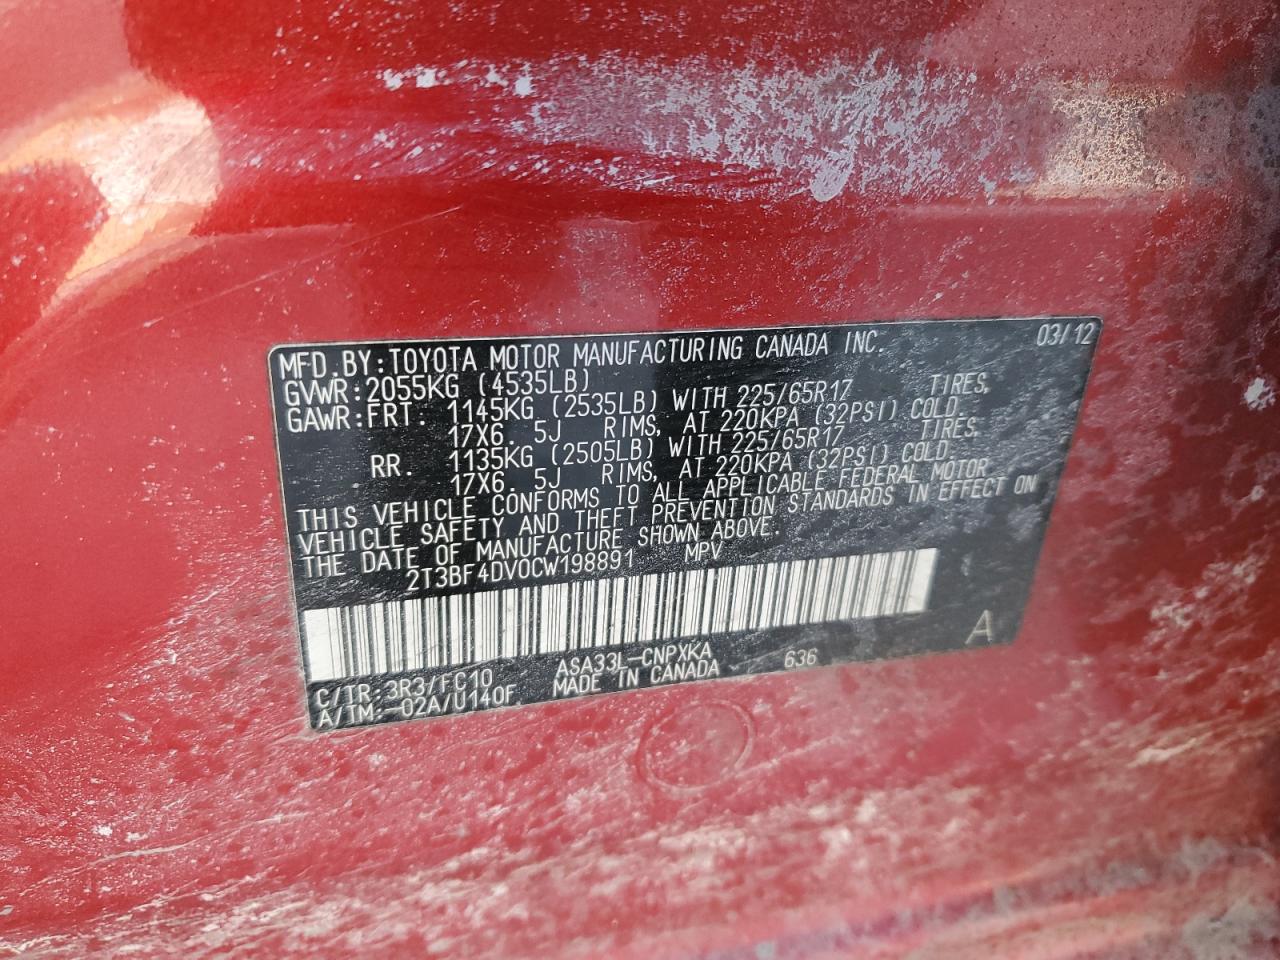 MFD.BY:TOYOTA MOTOR MANUFACTURING CANADA INC. 03/12
GVWR:2055KG (4535LB)
GAWR:FRT. 1145KG (2535LB) WITH 225/65R17 TIRES,
17X6. 5J RIMS, AT 220KPA (32PSI) COLD.
RR. 1135KG (2505LB) WITH 225/65R17 TIRES,
17X6. 5J RIMS, AT 220KPA (32PSI) COLD.
THIS VEHICLE CONFORMS TO ALL APPLICABLE FEDERAL MOTOR
VEHICLE SAFETY AND THEFT PREVENTION STANDARDS IN EFFECT ON
THE DATE OF MANUFACTURE SHOWN ABOVE.
2T3BF4DV0CW198891 MPV
A
C/TR:3R3/FC10 ASA33L-CNPXKA 636
A/TM:-02A/U140F MADE IN CANADA